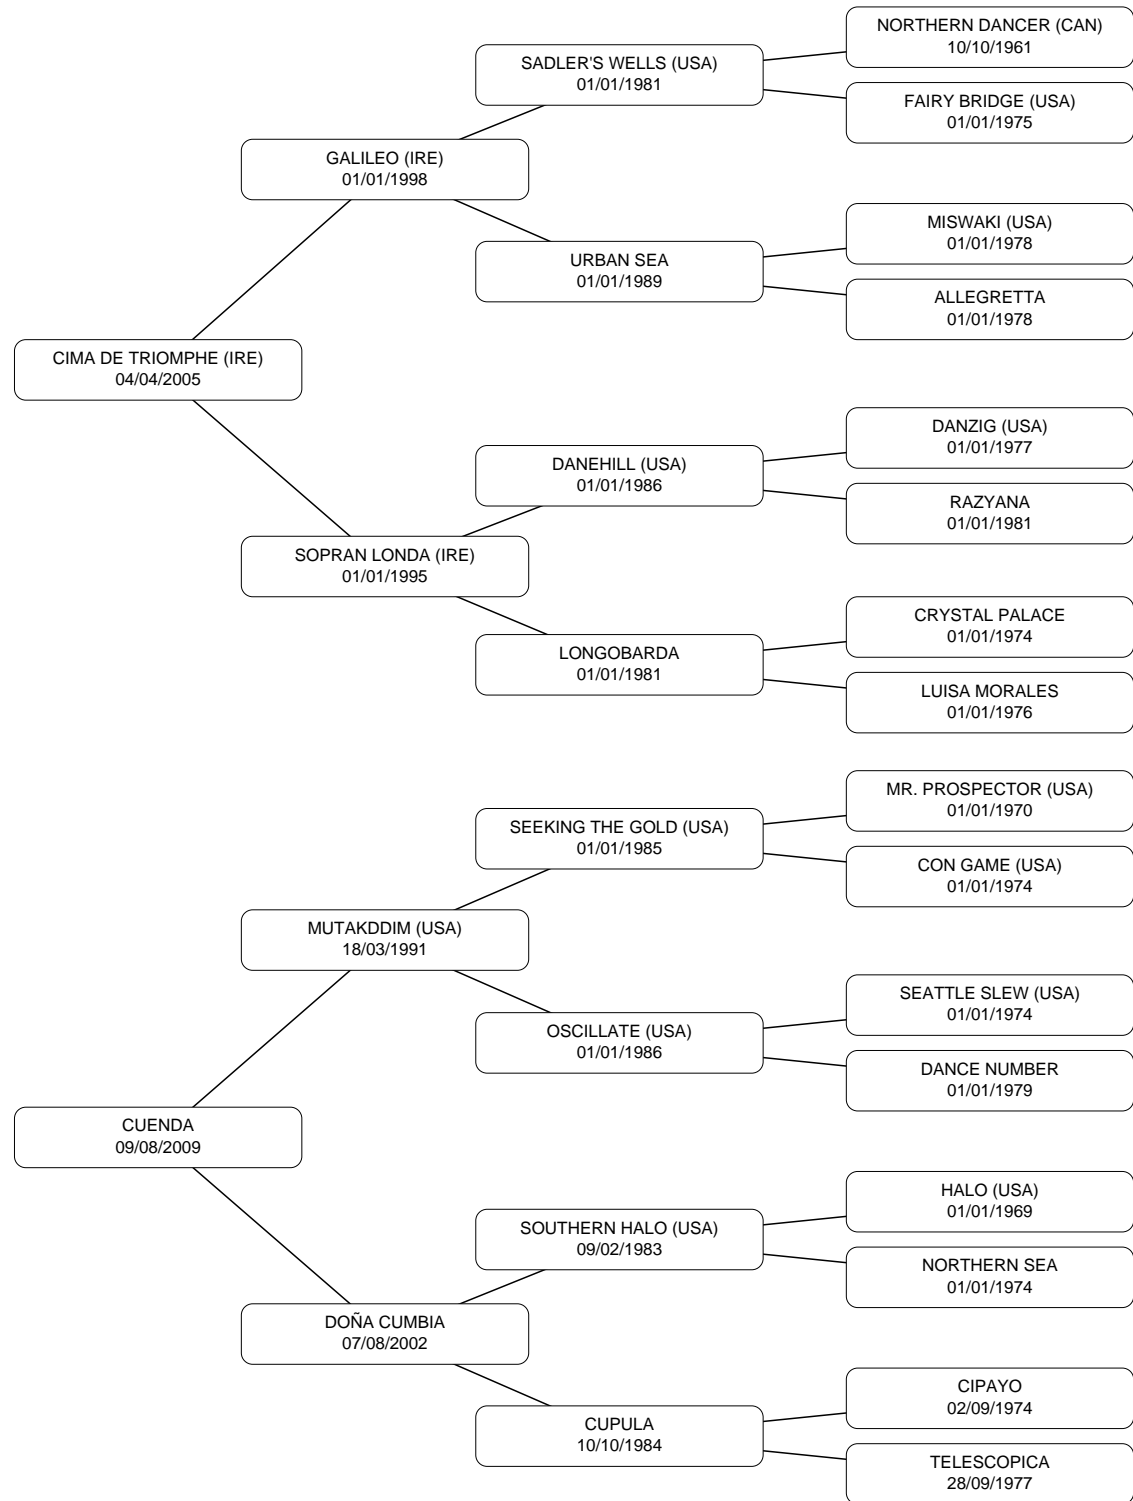 NORTHERN DANCER (CAN)
10/10/1961
SADLER'S WELLS (USA)
01/01/1981
FAIRY BRIDGE (USA)
01/01/1975
GALILEO (IRE)
01/01/1998
MISWAKI (USA)
01/01/1978
URBAN SEA
01/01/1989
ALLEGRETTA
01/01/1978
CIMA DE TRIOMPHE (IRE)
04/04/2005
DANZIG (USA)
01/01/1977
DANEHILL (USA)
01/01/1986
RAZYANA
01/01/1981
SOPRAN LONDA (IRE)
01/01/1995
CRYSTAL PALACE
01/01/1974
LONGOBARDA
01/01/1981
LUISA MORALES
01/01/1976
MR. PROSPECTOR (USA)
01/01/1970
SEEKING THE GOLD (USA)
01/01/1985
CON GAME (USA)
01/01/1974
MUTAKDDIM (USA)
18/03/1991
SEATTLE SLEW (USA)
01/01/1974
OSCILLATE (USA)
01/01/1986
DANCE NUMBER
01/01/1979
CUENDA
09/08/2009
HALO (USA)
01/01/1969
SOUTHERN HALO (USA)
09/02/1983
NORTHERN SEA
01/01/1974
DOÑA CUMBIA
07/08/2002
CIPAYO
02/09/1974
CUPULA
10/10/1984
TELESCOPICA
28/09/1977